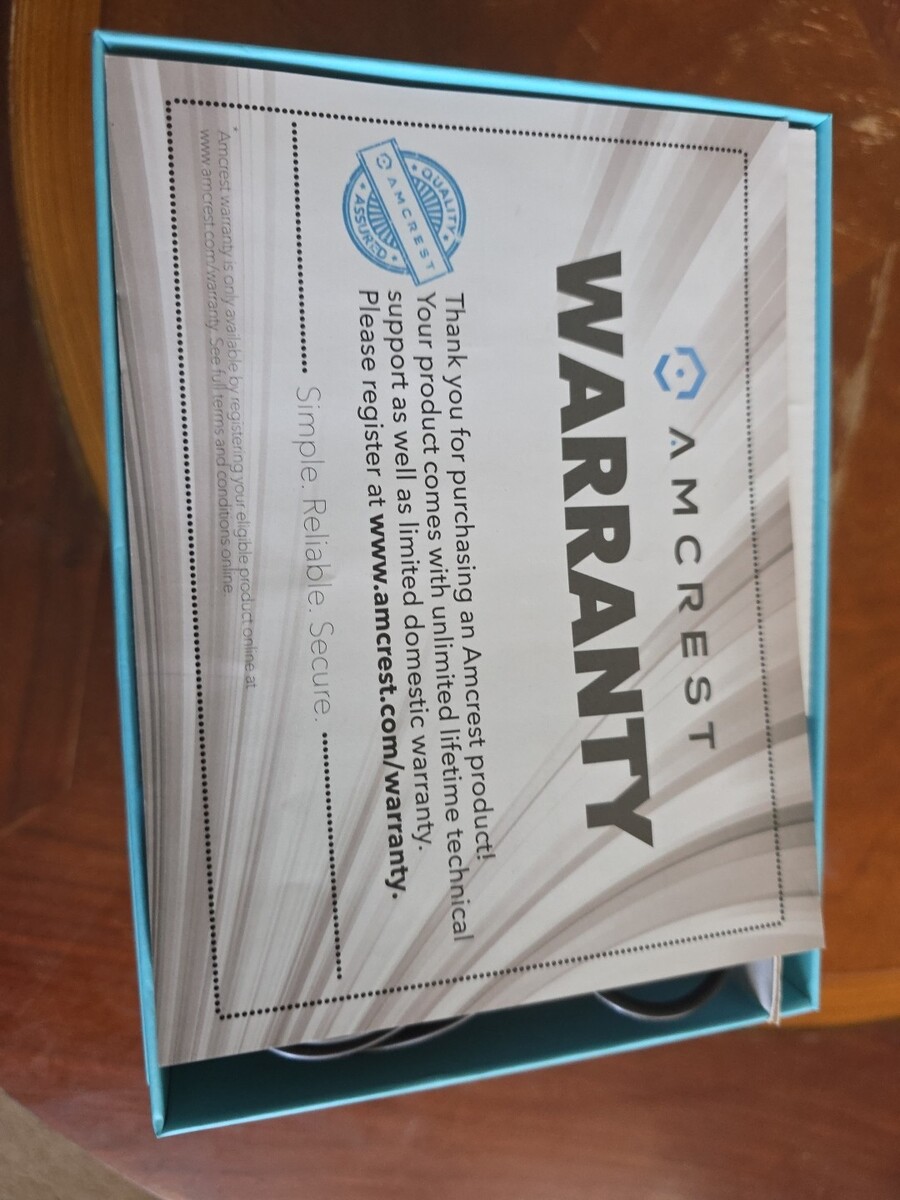 AMCREST
WARRANTY
QUALITY
AMCREST
ASSURED
Thank you for purchasing an Amcrest product!
Your product comes with unlimited lifetime technical
support as well as limited domestic warranty.
Please register at www.amcrest.com/warranty.
Simple. Reliable. Secure.
* Amcrest warranty is only available by registering your eligible product online at
www.amcrest.com/warranty. See full terms and conditions online.